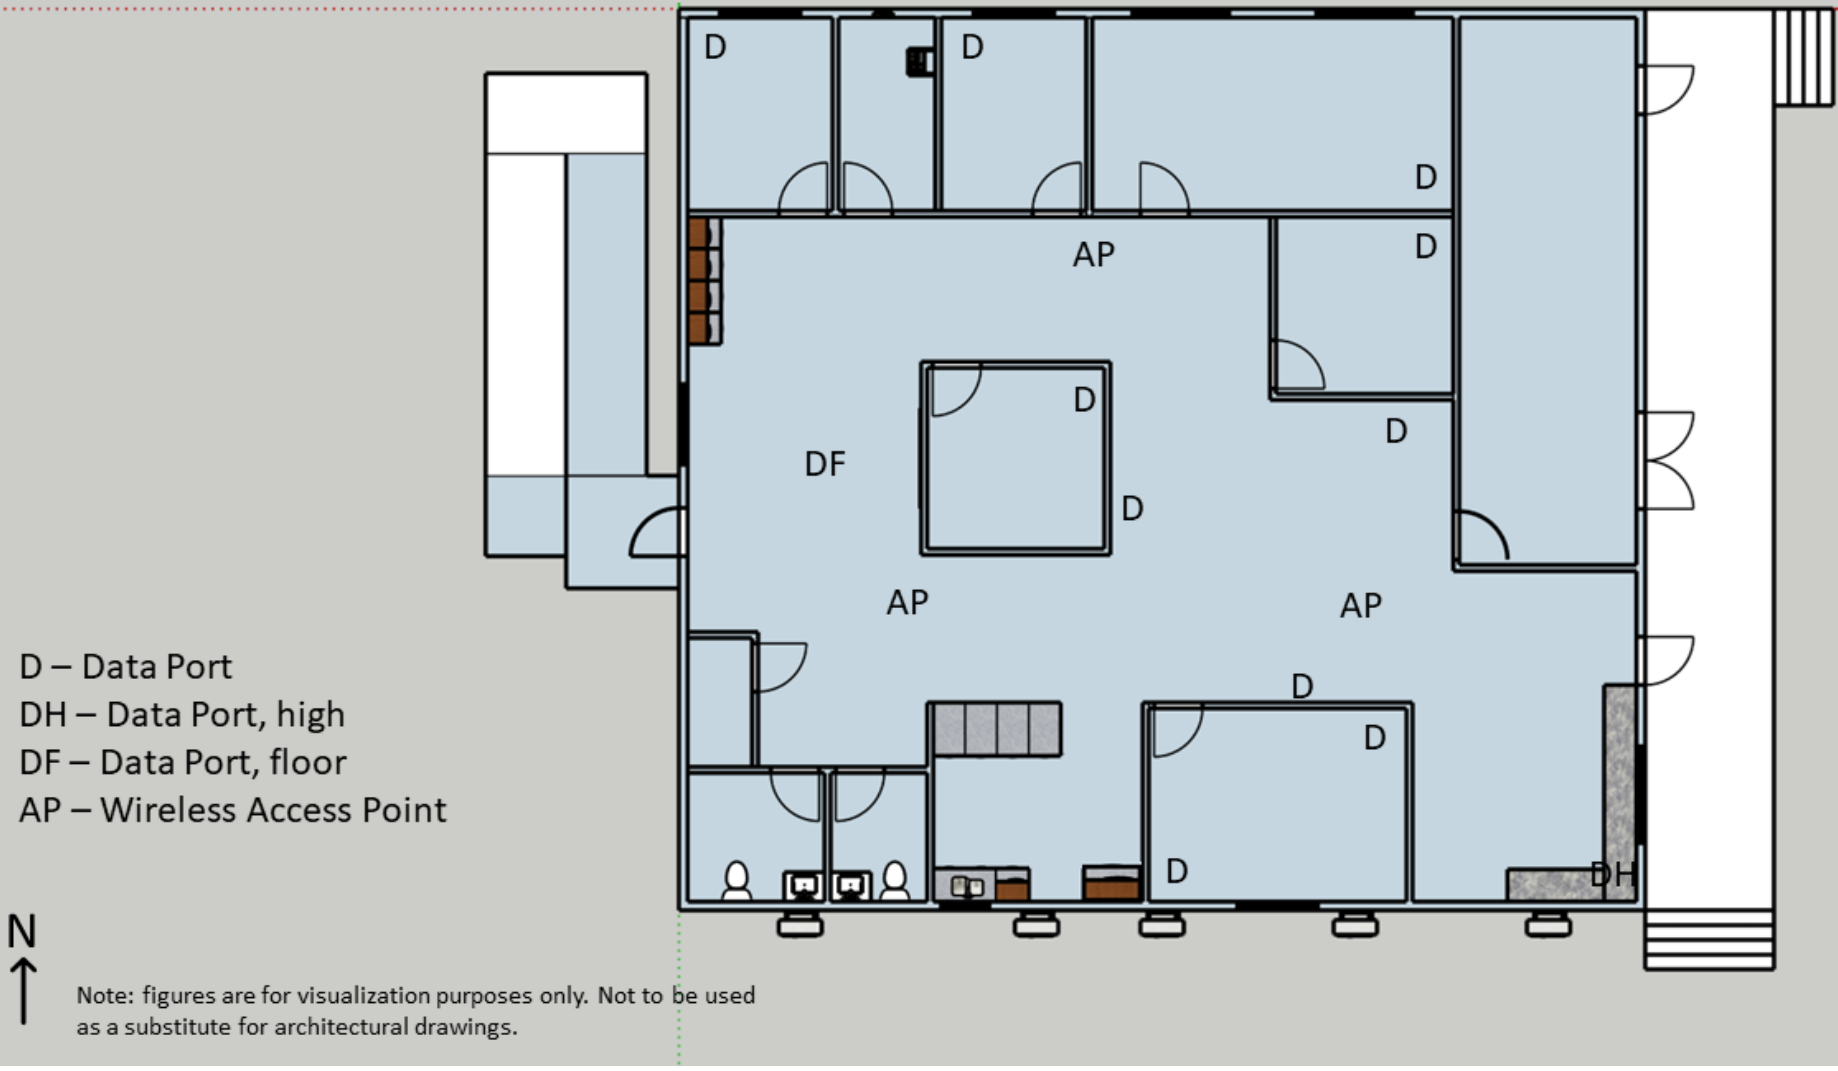 D
D
D
AP
D
D
D
DF
D
AP
AP
D
D
D
DH
D – Data Port
DH – Data Port, high
DF – Data Port, floor
AP – Wireless Access Point
N
Note: figures are for visualization purposes only. Not to be used
as a substitute for architectural drawings.